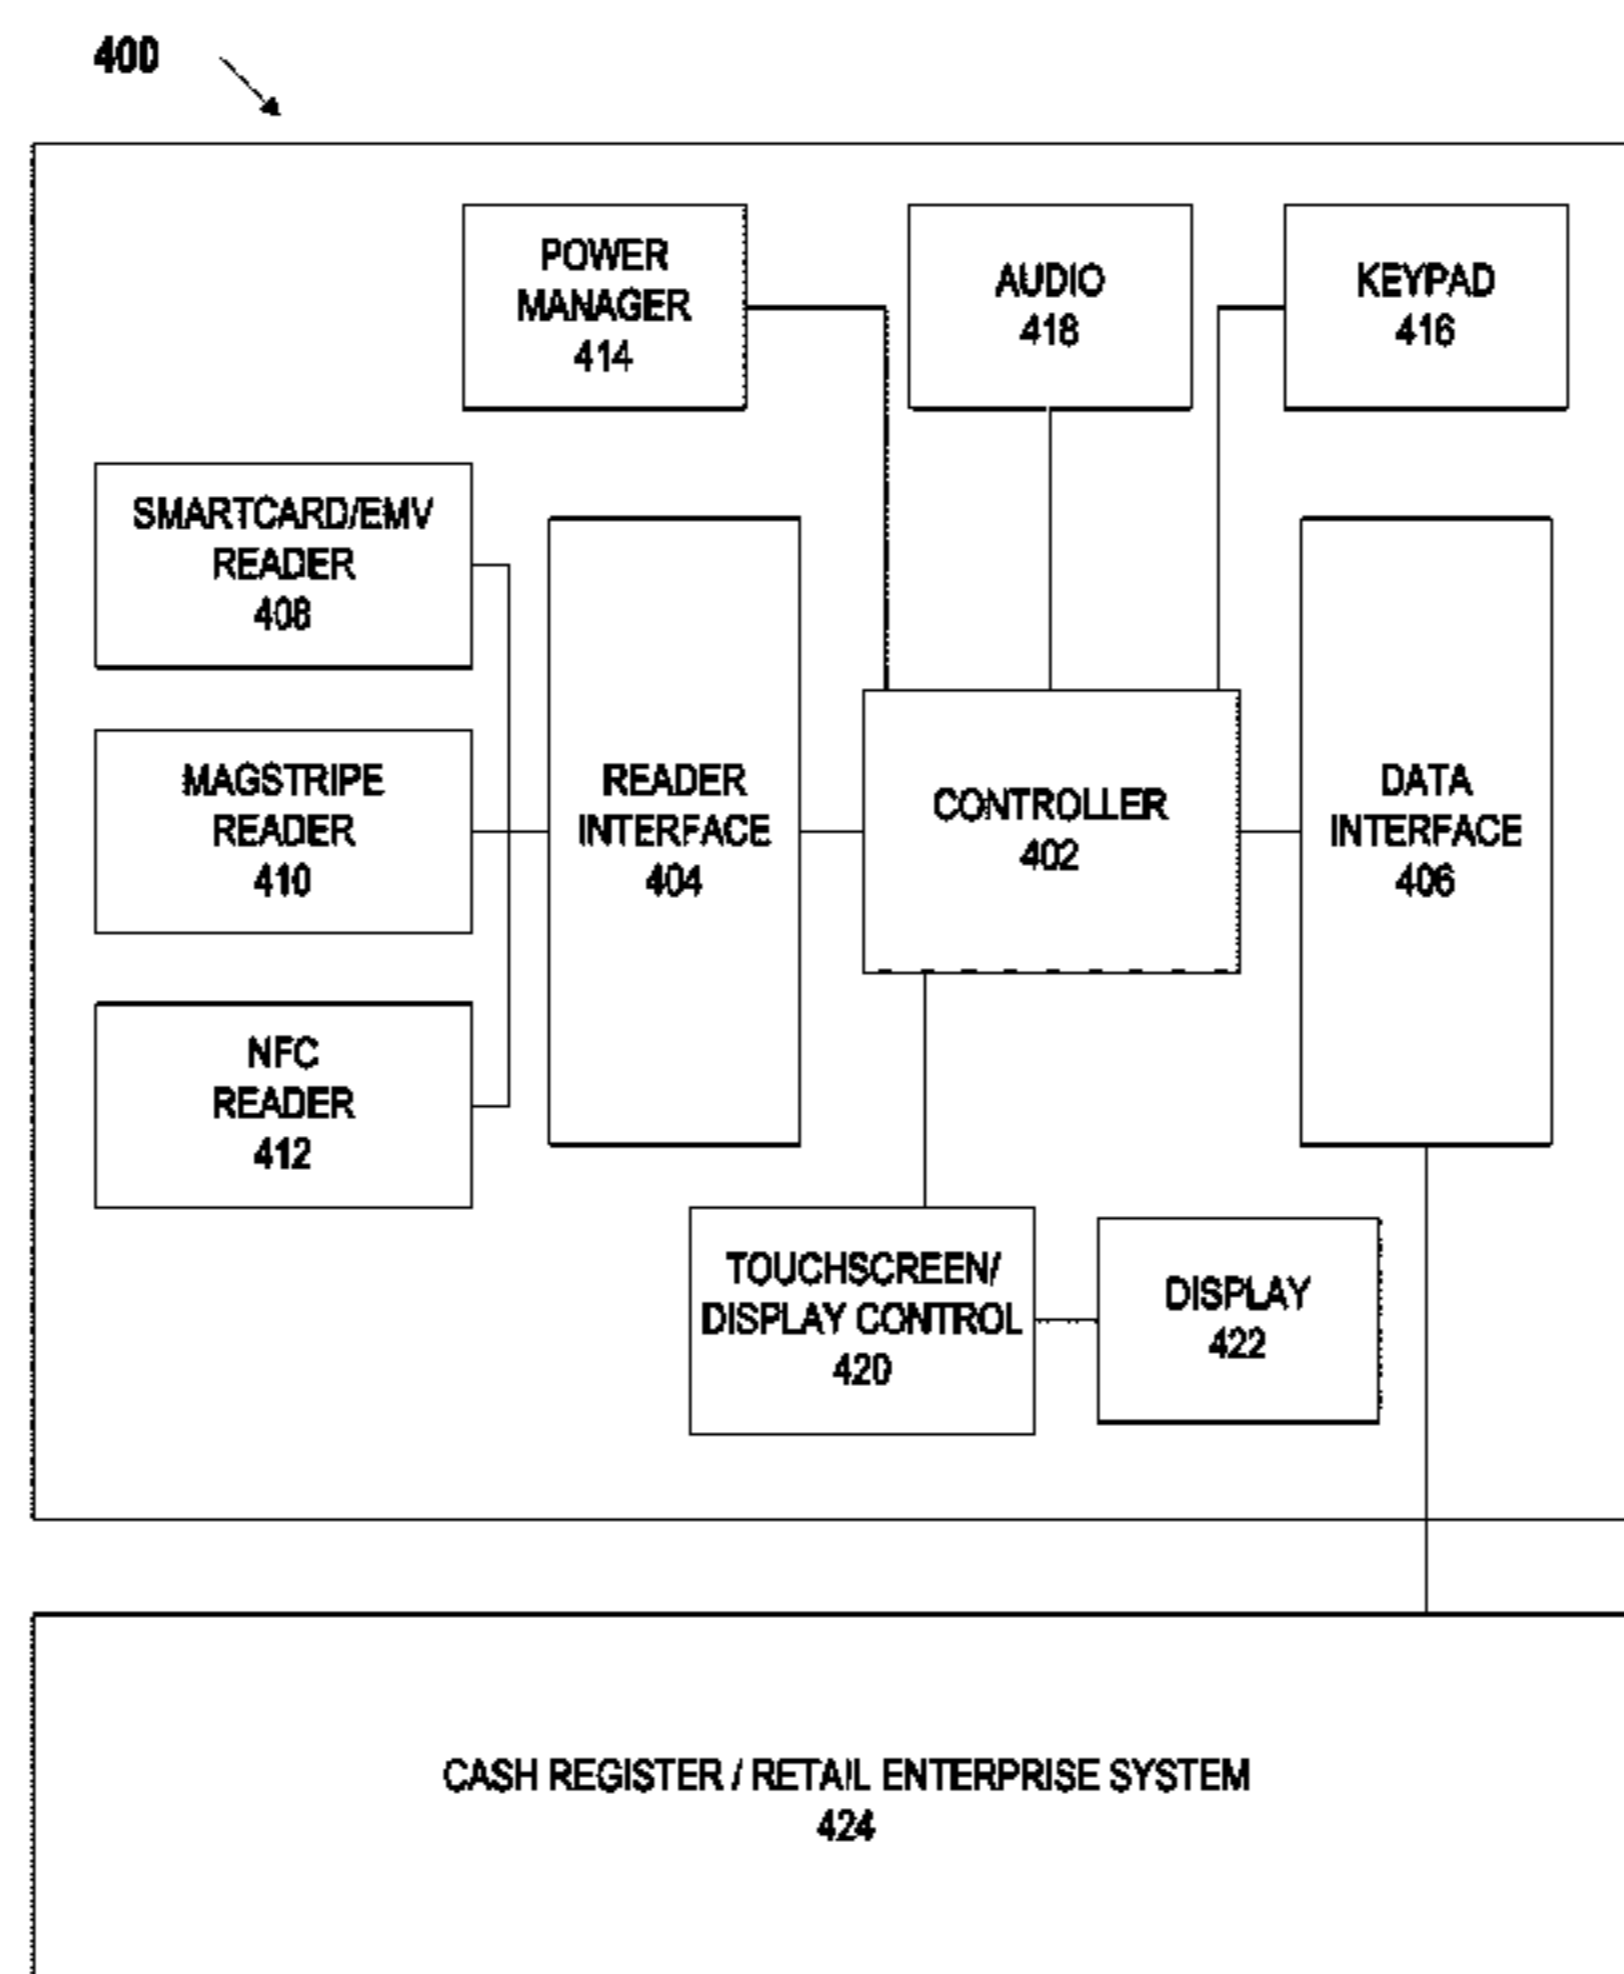 400
POWER
MANAGER
414
AUDIO
418
KEYPAD
416
SMARTCARD/EMV
READER
408
MAGSTRIPE
READER
410
NFC
READER
412
READER
INTERFACE
404
CONTROLLER
402
DATA
INTERFACE
406
TOUCHSCREEN/
DISPLAY CONTROL
420
DISPLAY
422
CASH REGISTER / RETAIL ENTERPRISE SYSTEM
424